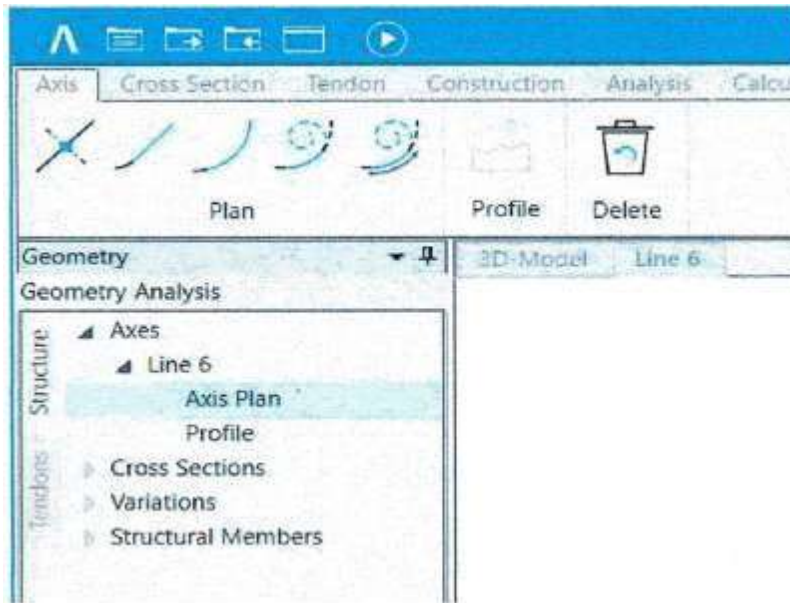 Axis Cross Section Tendon Construction Analysis Calcu
Plan Profile Delete
Geometry
3D-Model Line 6
Geometry Analysis
Structure
Tendons
Axes
Line 6
Axis Plan
Profile
Cross Sections
Variations
Structural Members